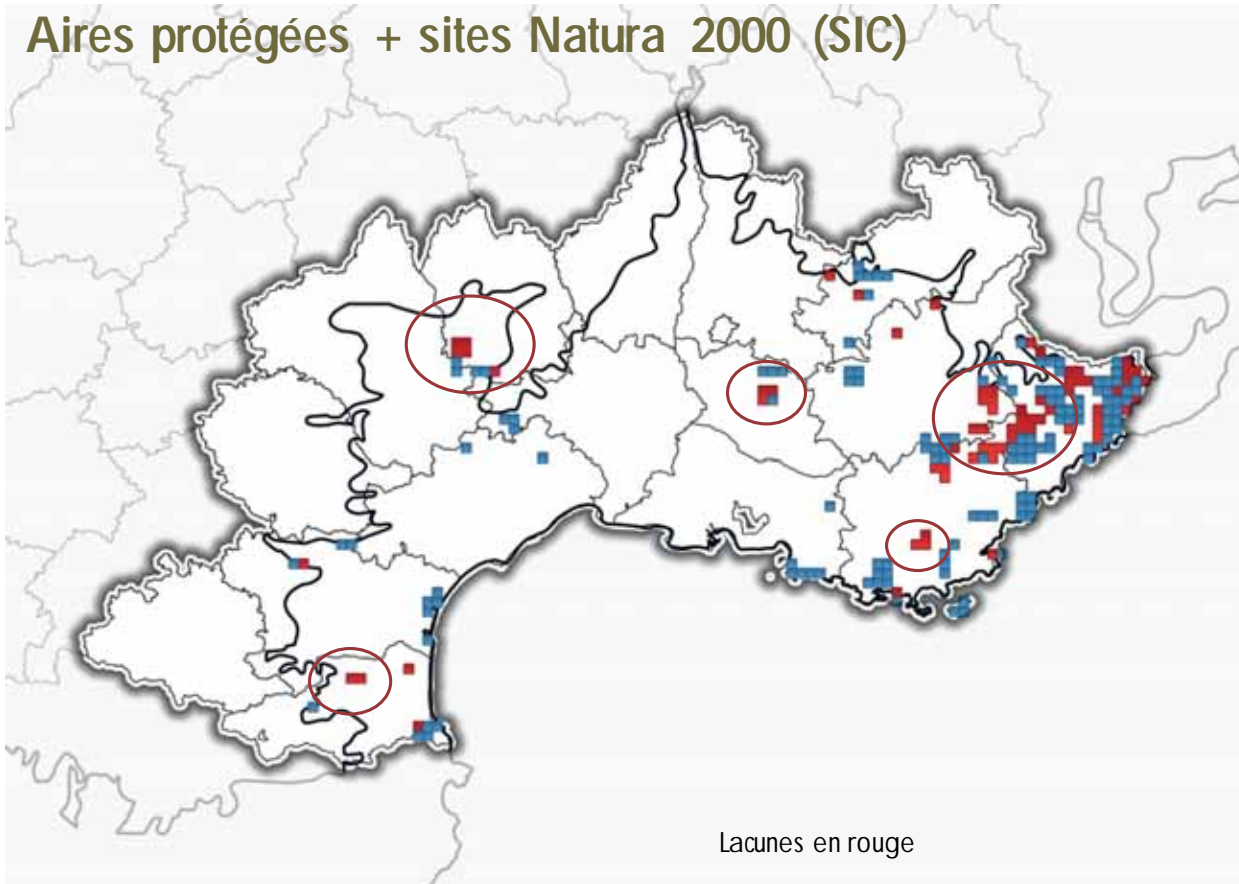 Aires protégées + sites Natura 2000 (SIC)
Lacunes en rouge